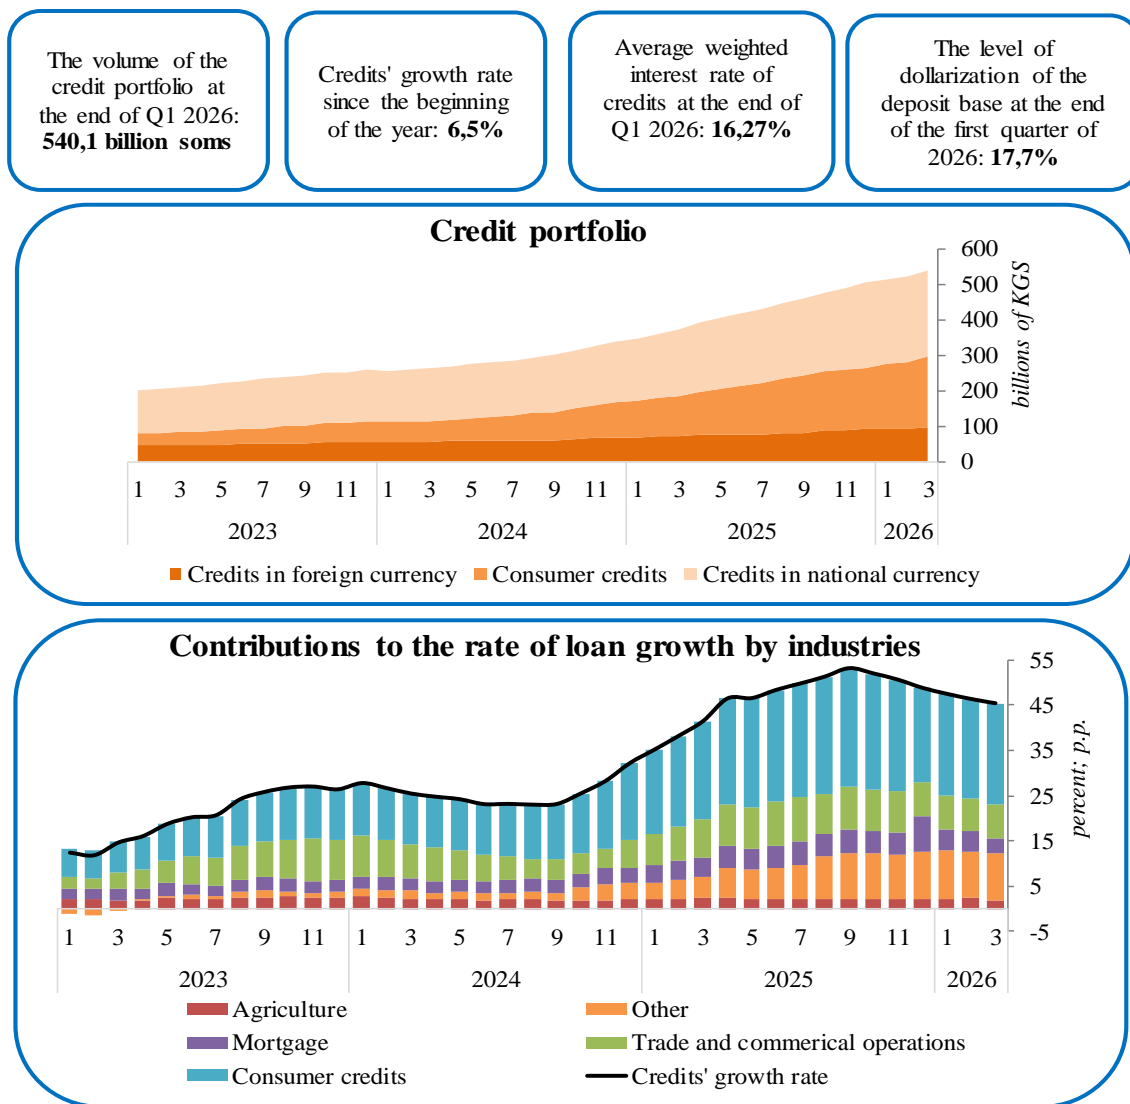 The volume of the
credit portfolio at
the end of Q1 2026:
540,1 billion soms
Credits' growth rate
since the beginning
of the year: 6,5%
Average weighted
interest rate of
credits at the end of
Q1 2026: 16,27%
The level of
dollarization of the
deposit base at the end
of the first quarter of
2026: 17,7%
Credit portfolio
600
500
400
300
200
100
0
billions of KGS
1 3 5 7 9 11 1 3 5 7 9 11 1 3 5 7 9 11 1 3
2023 2024 2025 2026
Credits in foreign currency Consumer credits Credits in national currency
Contributions to the rate of loan growth by industries
55
45
35
25
15
5
-5
percent; p.p.
1 3 5 7 9 11 1 3 5 7 9 11 1 3 5 7 9 11 1 3
2023 2024 2025 2026
Agriculture Other
Mortgage Trade and commerical operations
Consumer credits Credits' growth rate